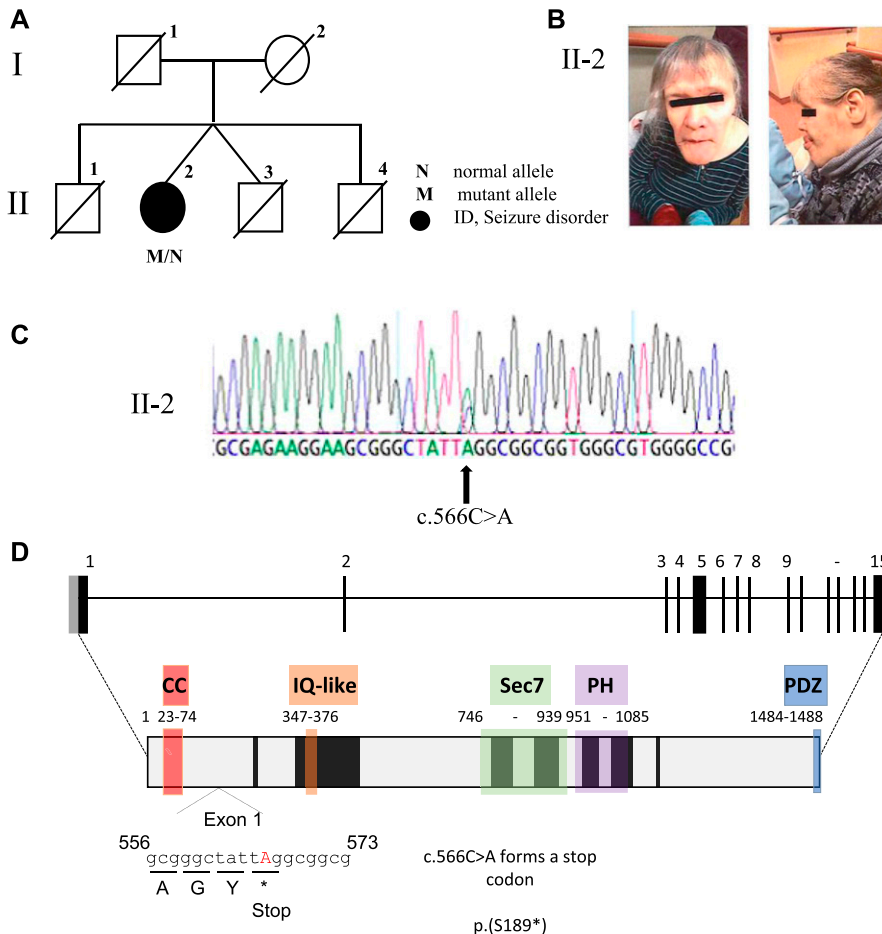 A
B
1
2
I
II-2
1
2
3
4
II
N normal allele
M mutant allele
ID, Seizure disorder
M/N
C
II-2
GCGAGAAGGAAGCGGGCTATTAGGCGGCGGTGGGCGTGGGGCCG
c.566C>A
D
1 2 3 4 5 6 7 8 9 - 15
CC IQ-like Sec7 PH PDZ
1 23-74 347-376 746 - 939 951 - 1085 1484-1488
Exon 1
556 573
gcgggctattAggcggcg
A G Y *
Stop
c.566C>A forms a stop
codon
p.(S189*)